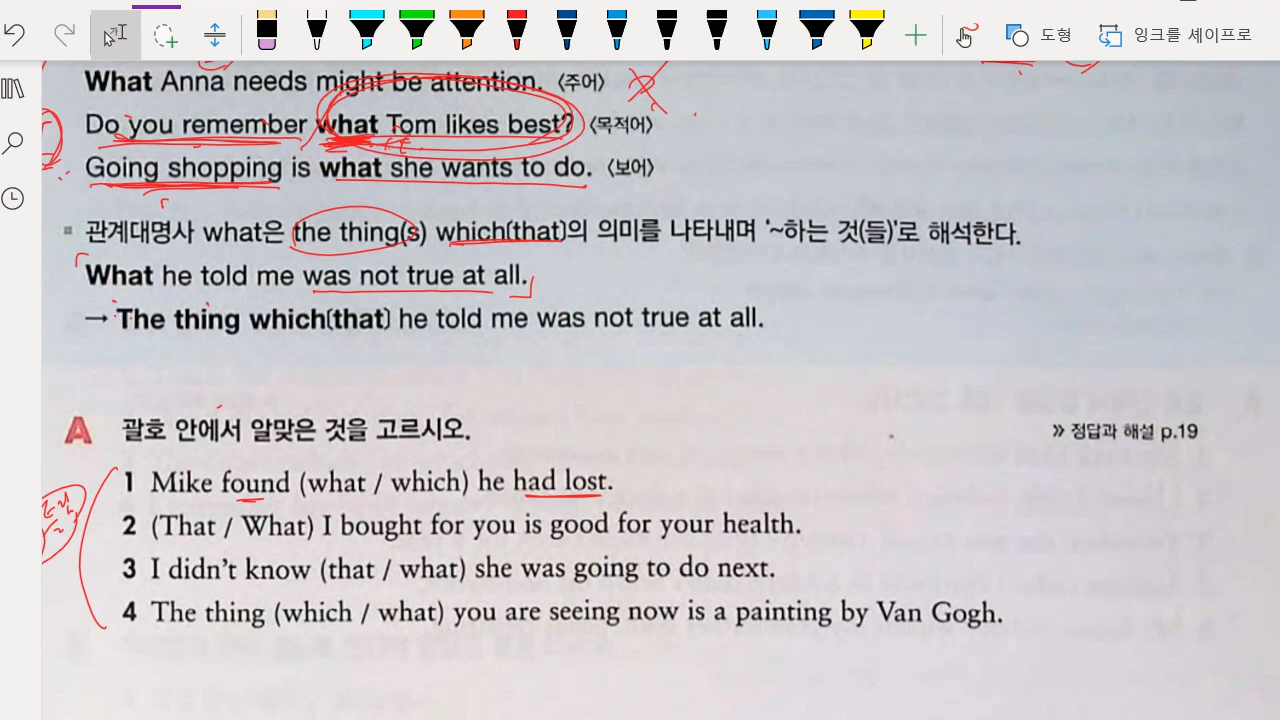 도형
잉크를 셰이프로
What Anna needs might be attention. <주어>
Do you remember what Tom likes best? <목적어>
Going shopping is what she wants to do. <보어>
관계대명사 what은 the thing(s) which(that)의 의미를 나타내며 '~하는 것(들)'로 해석한다.
What he told me was not true at all.
→ The thing which(that) he told me was not true at all.
A 괄호 안에서 알맞은 것을 고르시오.
» 정답과 해설 p.19
1 Mike found (what / which) he had lost.
2 (That / What) I bought for you is good for your health.
3 I didn't know (that / what) she was going to do next.
4 The thing (which / what) you are seeing now is a painting by Van Gogh.